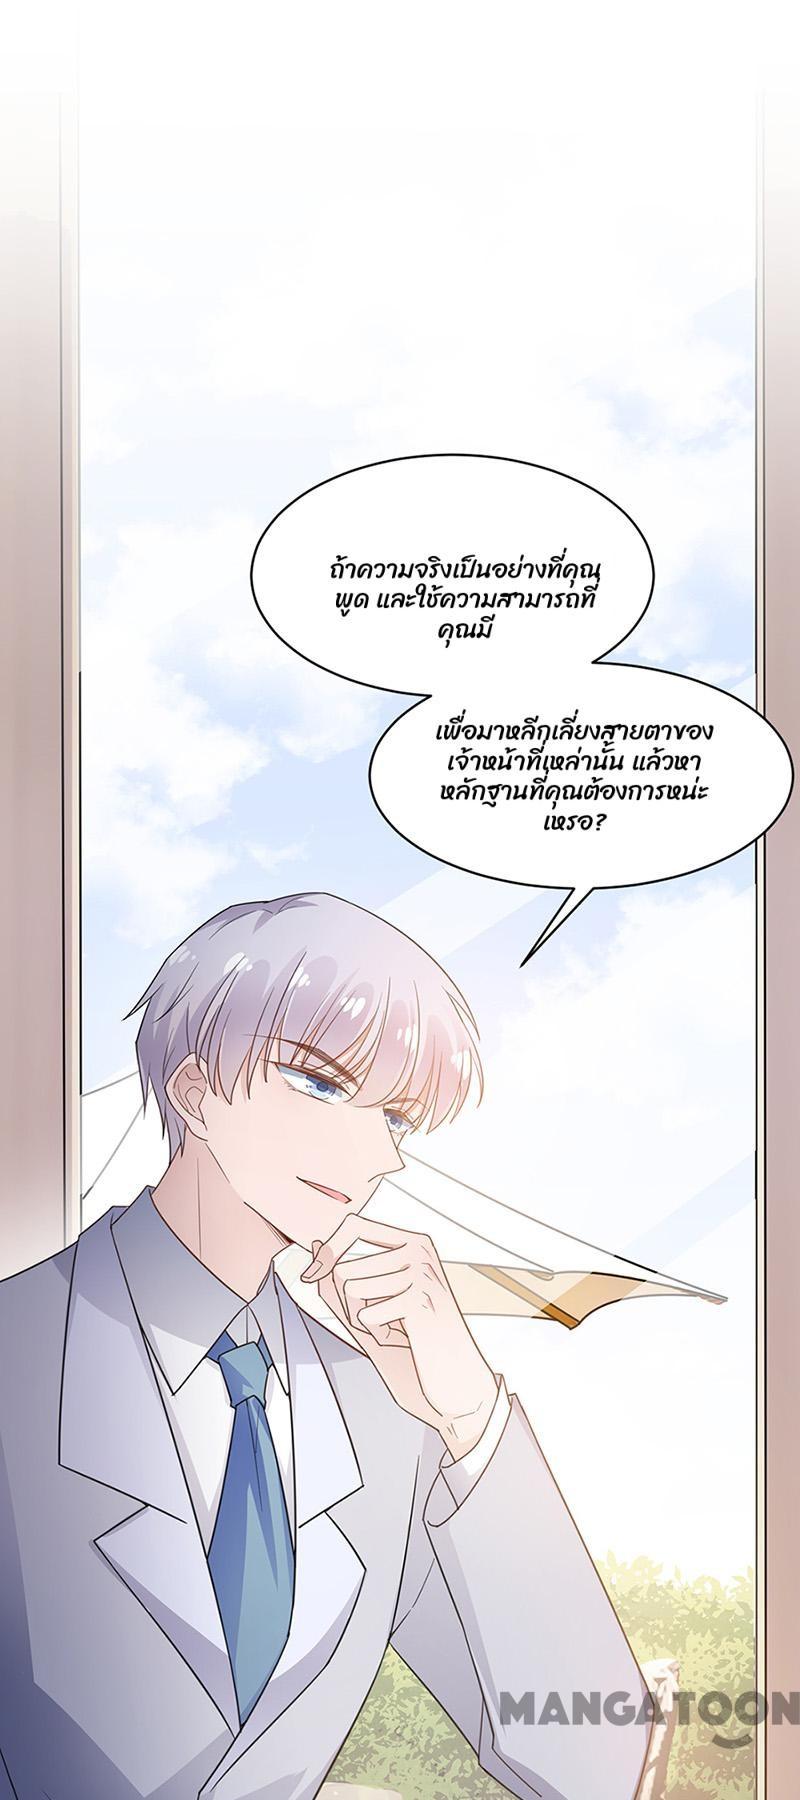 ถ้าความจริงเป็นอย่างที่คุณ
พูด และใช้ความสามารถที่
คุณมี
เพื่อมาหลีกเลี่ยงสายตาของ
เจ้าหน้าที่เหล่านั้น แล้วหา
หลักฐานที่คุณต้องการหน่ะ
เหรอ?
MANGATOON